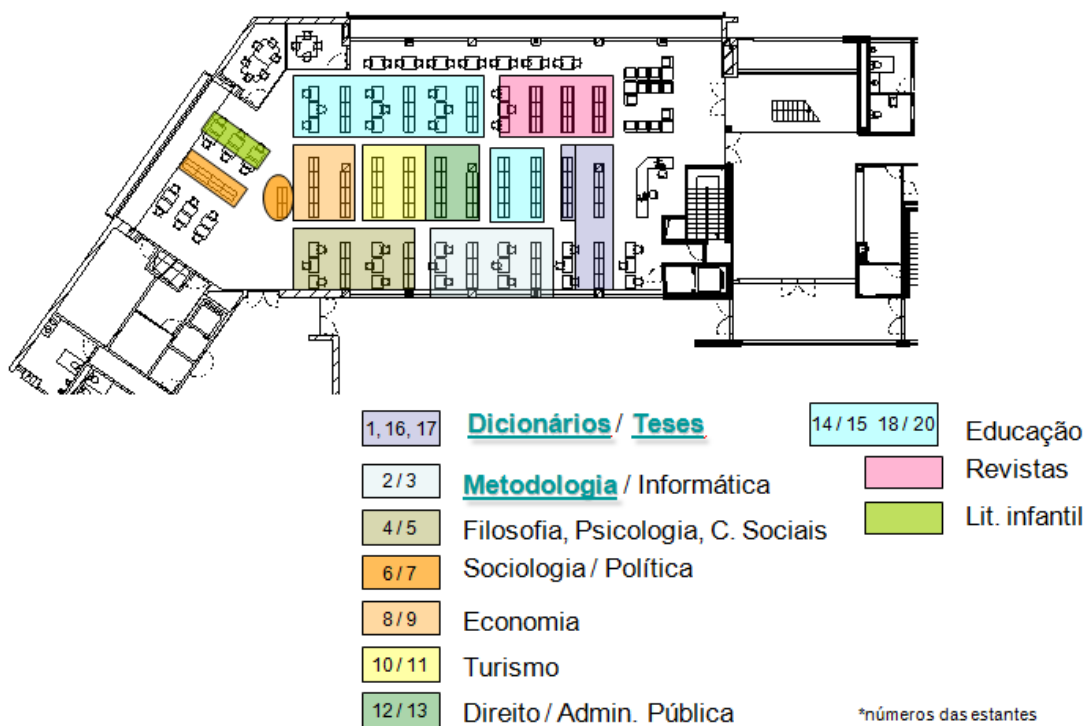 1, 16, 17 Dicionários / Teses
2 / 3 Metodologia / Informática
4 / 5 Filosofia, Psicologia, C. Sociais
6 / 7 Sociologia / Política
8 / 9 Economia
10 / 11 Turismo
12 / 13 Direito / Admin. Pública
14 / 15 18 / 20 Educação
Revistas
Lit. infantil
*números das estantes